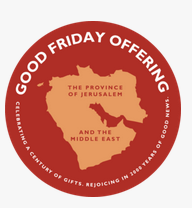 GOOD FRIDAY OFFERING
THE PROVINCE
OF JERUSALEM
AND THE
MIDDLE EAST
CELEBRATING A CENTURY OF GIFTS. REJOICING IN 2000 YEARS OF GOOD NEWS.